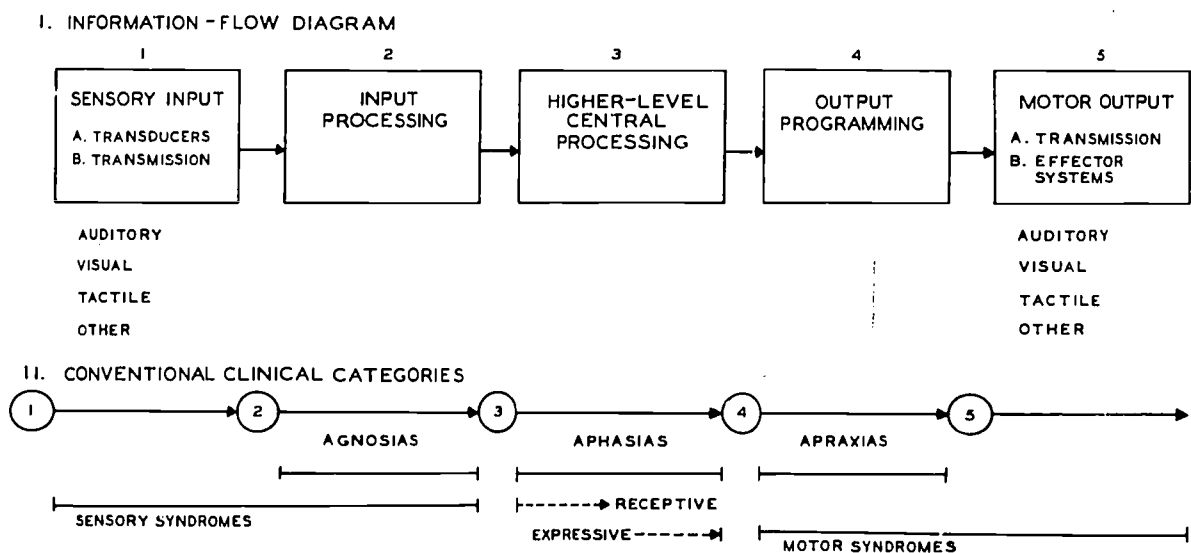 I. INFORMATION-FLOW DIAGRAM
1 2 3 4 5
SENSORY INPUT
A. TRANSDUCERS
B. TRANSMISSION
INPUT
PROCESSING
HIGHER-LEVEL
CENTRAL
PROCESSING
OUTPUT
PROGRAMMING
MOTOR OUTPUT
A. TRANSMISSION
B. EFFECTOR
SYSTEMS
AUDITORY
VISUAL
TACTILE
OTHER
AUDITORY
VISUAL
TACTILE
OTHER
II. CONVENTIONAL CLINICAL CATEGORIES
1 2 3 4 5
AGNOSIAS
APHASIAS
APRAXIAS
RECEPTIVE
SENSORY SYNDROMES
EXPRESSIVE
MOTOR SYNDROMES